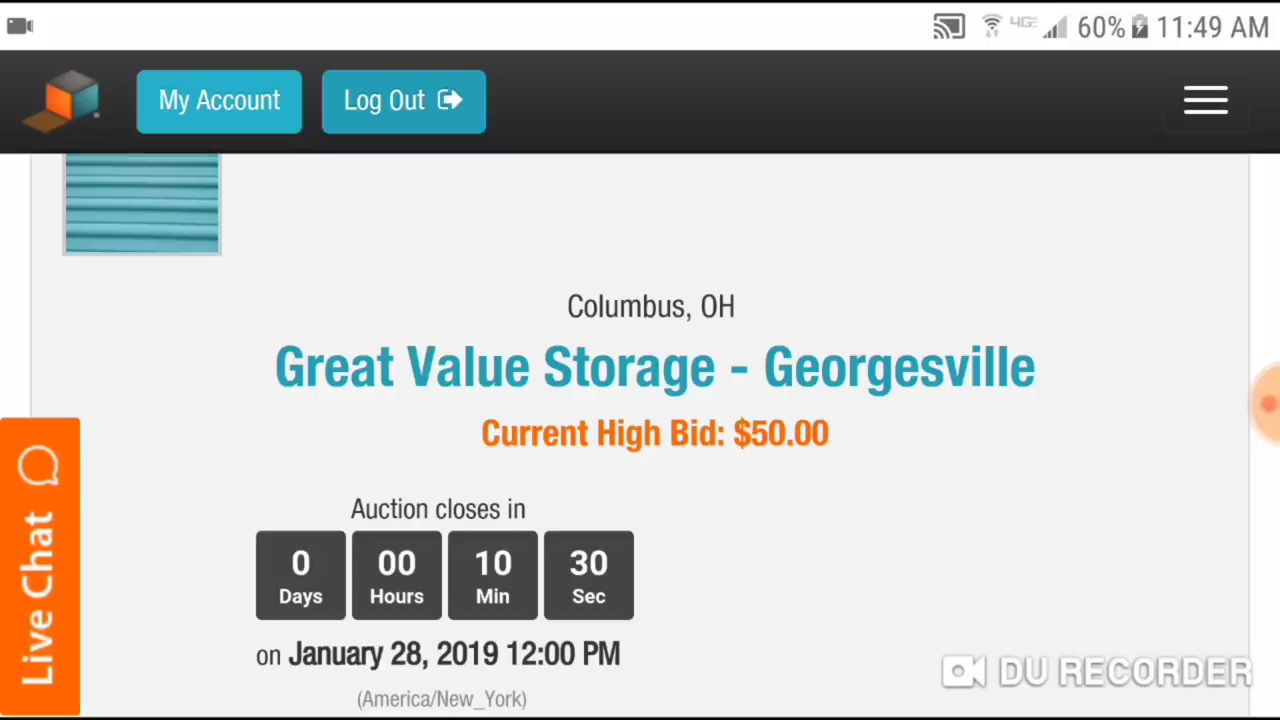 4GE 60% 11:49 AM
My Account Log Out
Columbus, OH
Great Value Storage - Georgesville
Current High Bid: $50.00
Auction closes in
0 00 10 30
Days Hours Min Sec
on January 28, 2019 12:00 PM
(America/New_York)
Live Chat
DU RECORDER